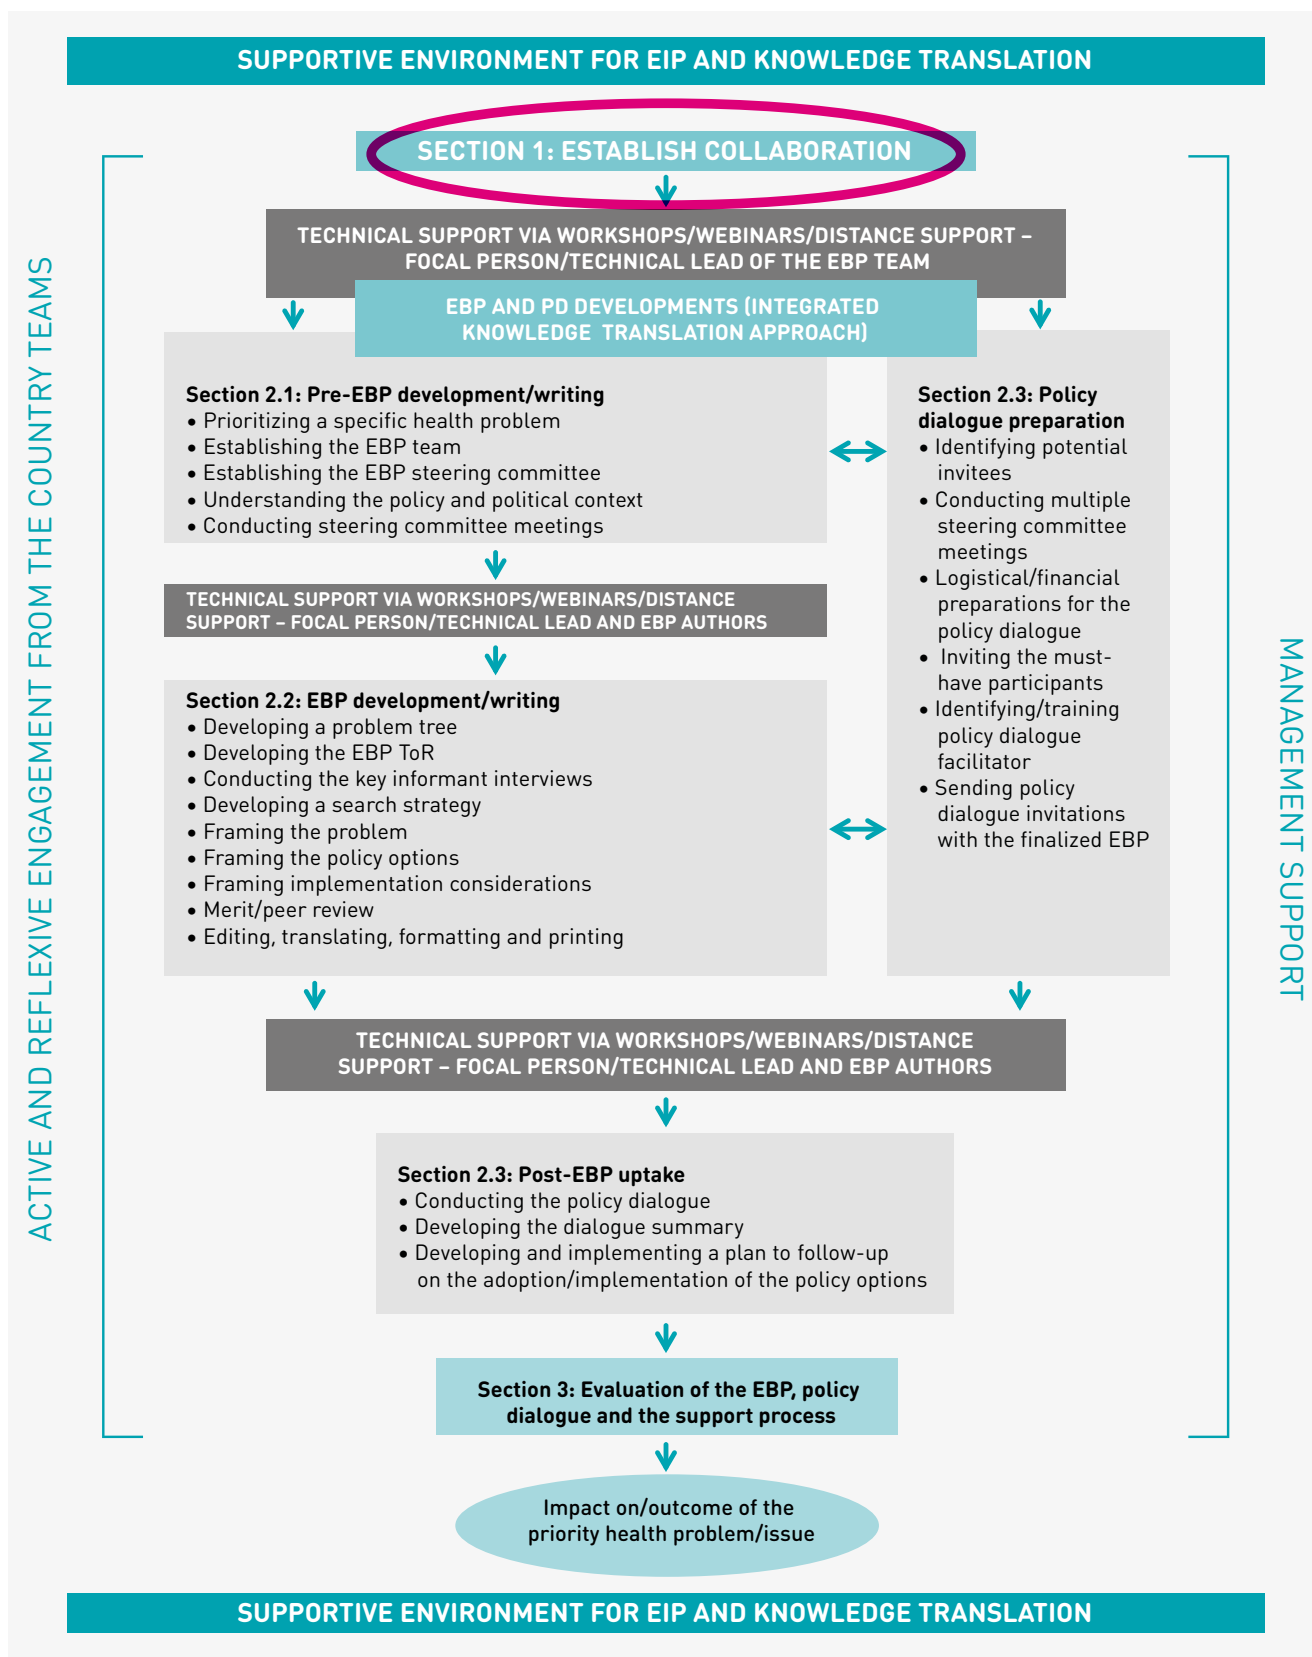 SUPPORTIVE ENVIRONMENT FOR EIP AND KNOWLEDGE TRANSLATION
SECTION 1: ESTABLISH COLLABORATION
TECHNICAL SUPPORT VIA WORKSHOPS/WEBINARS/DISTANCE SUPPORT –
FOCAL PERSON/TECHNICAL LEAD OF THE EBP TEAM
EBP AND PD DEVELOPMENTS (INTEGRATED
KNOWLEDGE TRANSLATION APPROACH)
ACTIVE AND REFLEXIVE ENGAGEMENT FROM THE COUNTRY TEAMS
Section 2.1: Pre-EBP development/writing
• Prioritizing a specific health problem
• Establishing the EBP team
• Establishing the EBP steering committee
• Understanding the policy and political context
• Conducting steering committee meetings
TECHNICAL SUPPORT VIA WORKSHOPS/WEBINARS/DISTANCE
SUPPORT – FOCAL PERSON/TECHNICAL LEAD AND EBP AUTHORS
Section 2.2: EBP development/writing
• Developing a problem tree
• Developing the EBP ToR
• Conducting the key informant interviews
• Developing a search strategy
• Framing the problem
• Framing the policy options
• Framing implementation considerations
• Merit/peer review
• Editing, translating, formatting and printing
Section 2.3: Policy
dialogue preparation
• Identifying potential
invitees
• Conducting multiple
steering committee
meetings
• Logistical/financial
preparations for the
policy dialogue
• Inviting the must-
have participants
• Identifying/training
policy dialogue
facilitator
• Sending policy
dialogue invitations
with the finalized EBP
MANAGEMENT SUPPORT
TECHNICAL SUPPORT VIA WORKSHOPS/WEBINARS/DISTANCE
SUPPORT – FOCAL PERSON/TECHNICAL LEAD AND EBP AUTHORS
Section 2.3: Post-EBP uptake
• Conducting the policy dialogue
• Developing the dialogue summary
• Developing and implementing a plan to follow-up
on the adoption/implementation of the policy options
Section 3: Evaluation of the EBP, policy
dialogue and the support process
Impact on/outcome of the
priority health problem/issue
SUPPORTIVE ENVIRONMENT FOR EIP AND KNOWLEDGE TRANSLATION